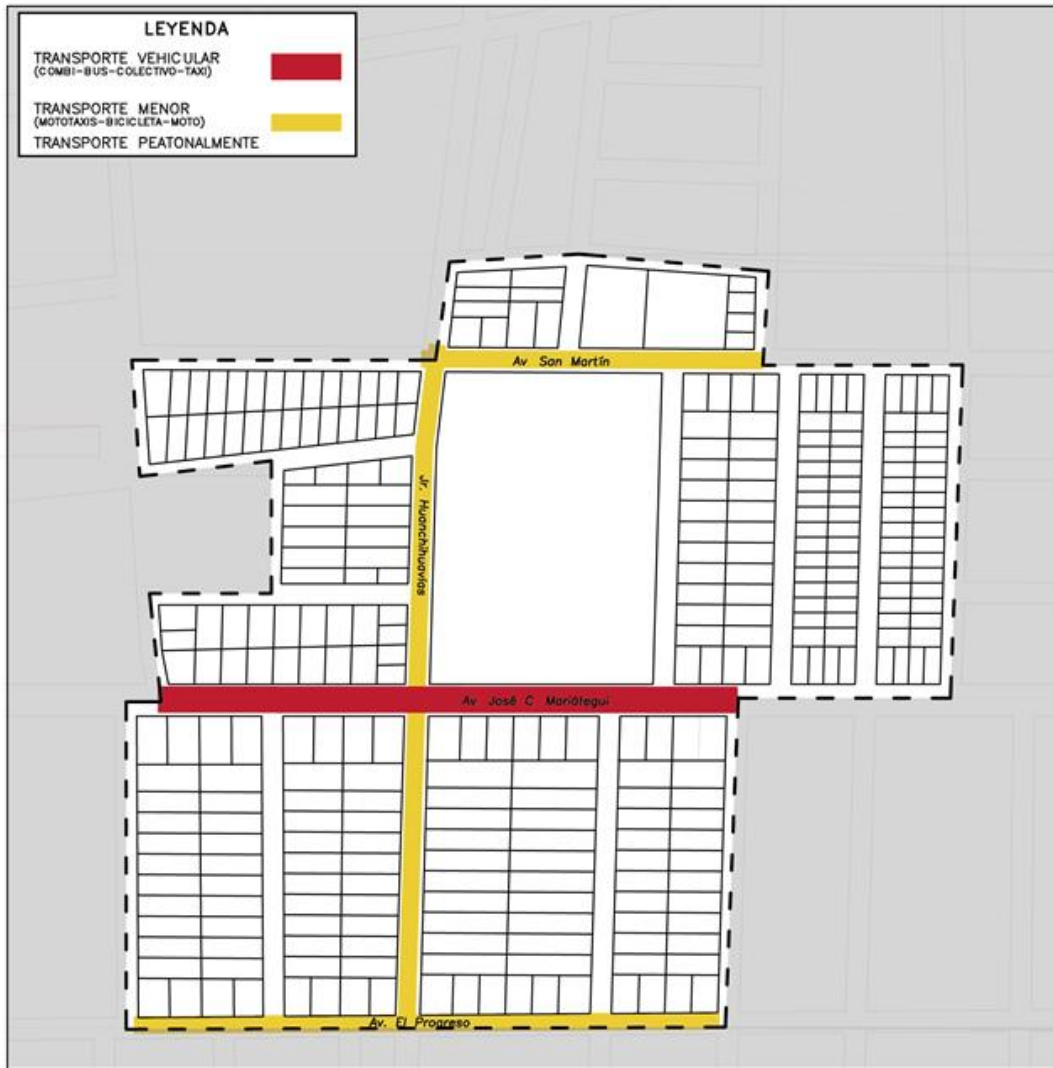 LEYENDA
TRANSPORTE VEHICULAR
(COMBI-BUS-COLECTIVO-TAXI)
TRANSPORTE MENOR
(MOTOTAXIS-BICICLETA-MOTO)
TRANSPORTE PEATONALMENTE
Av San Martín
Jr. Huanchihuaylas
Av José C Mariátegui
Av. El Progreso